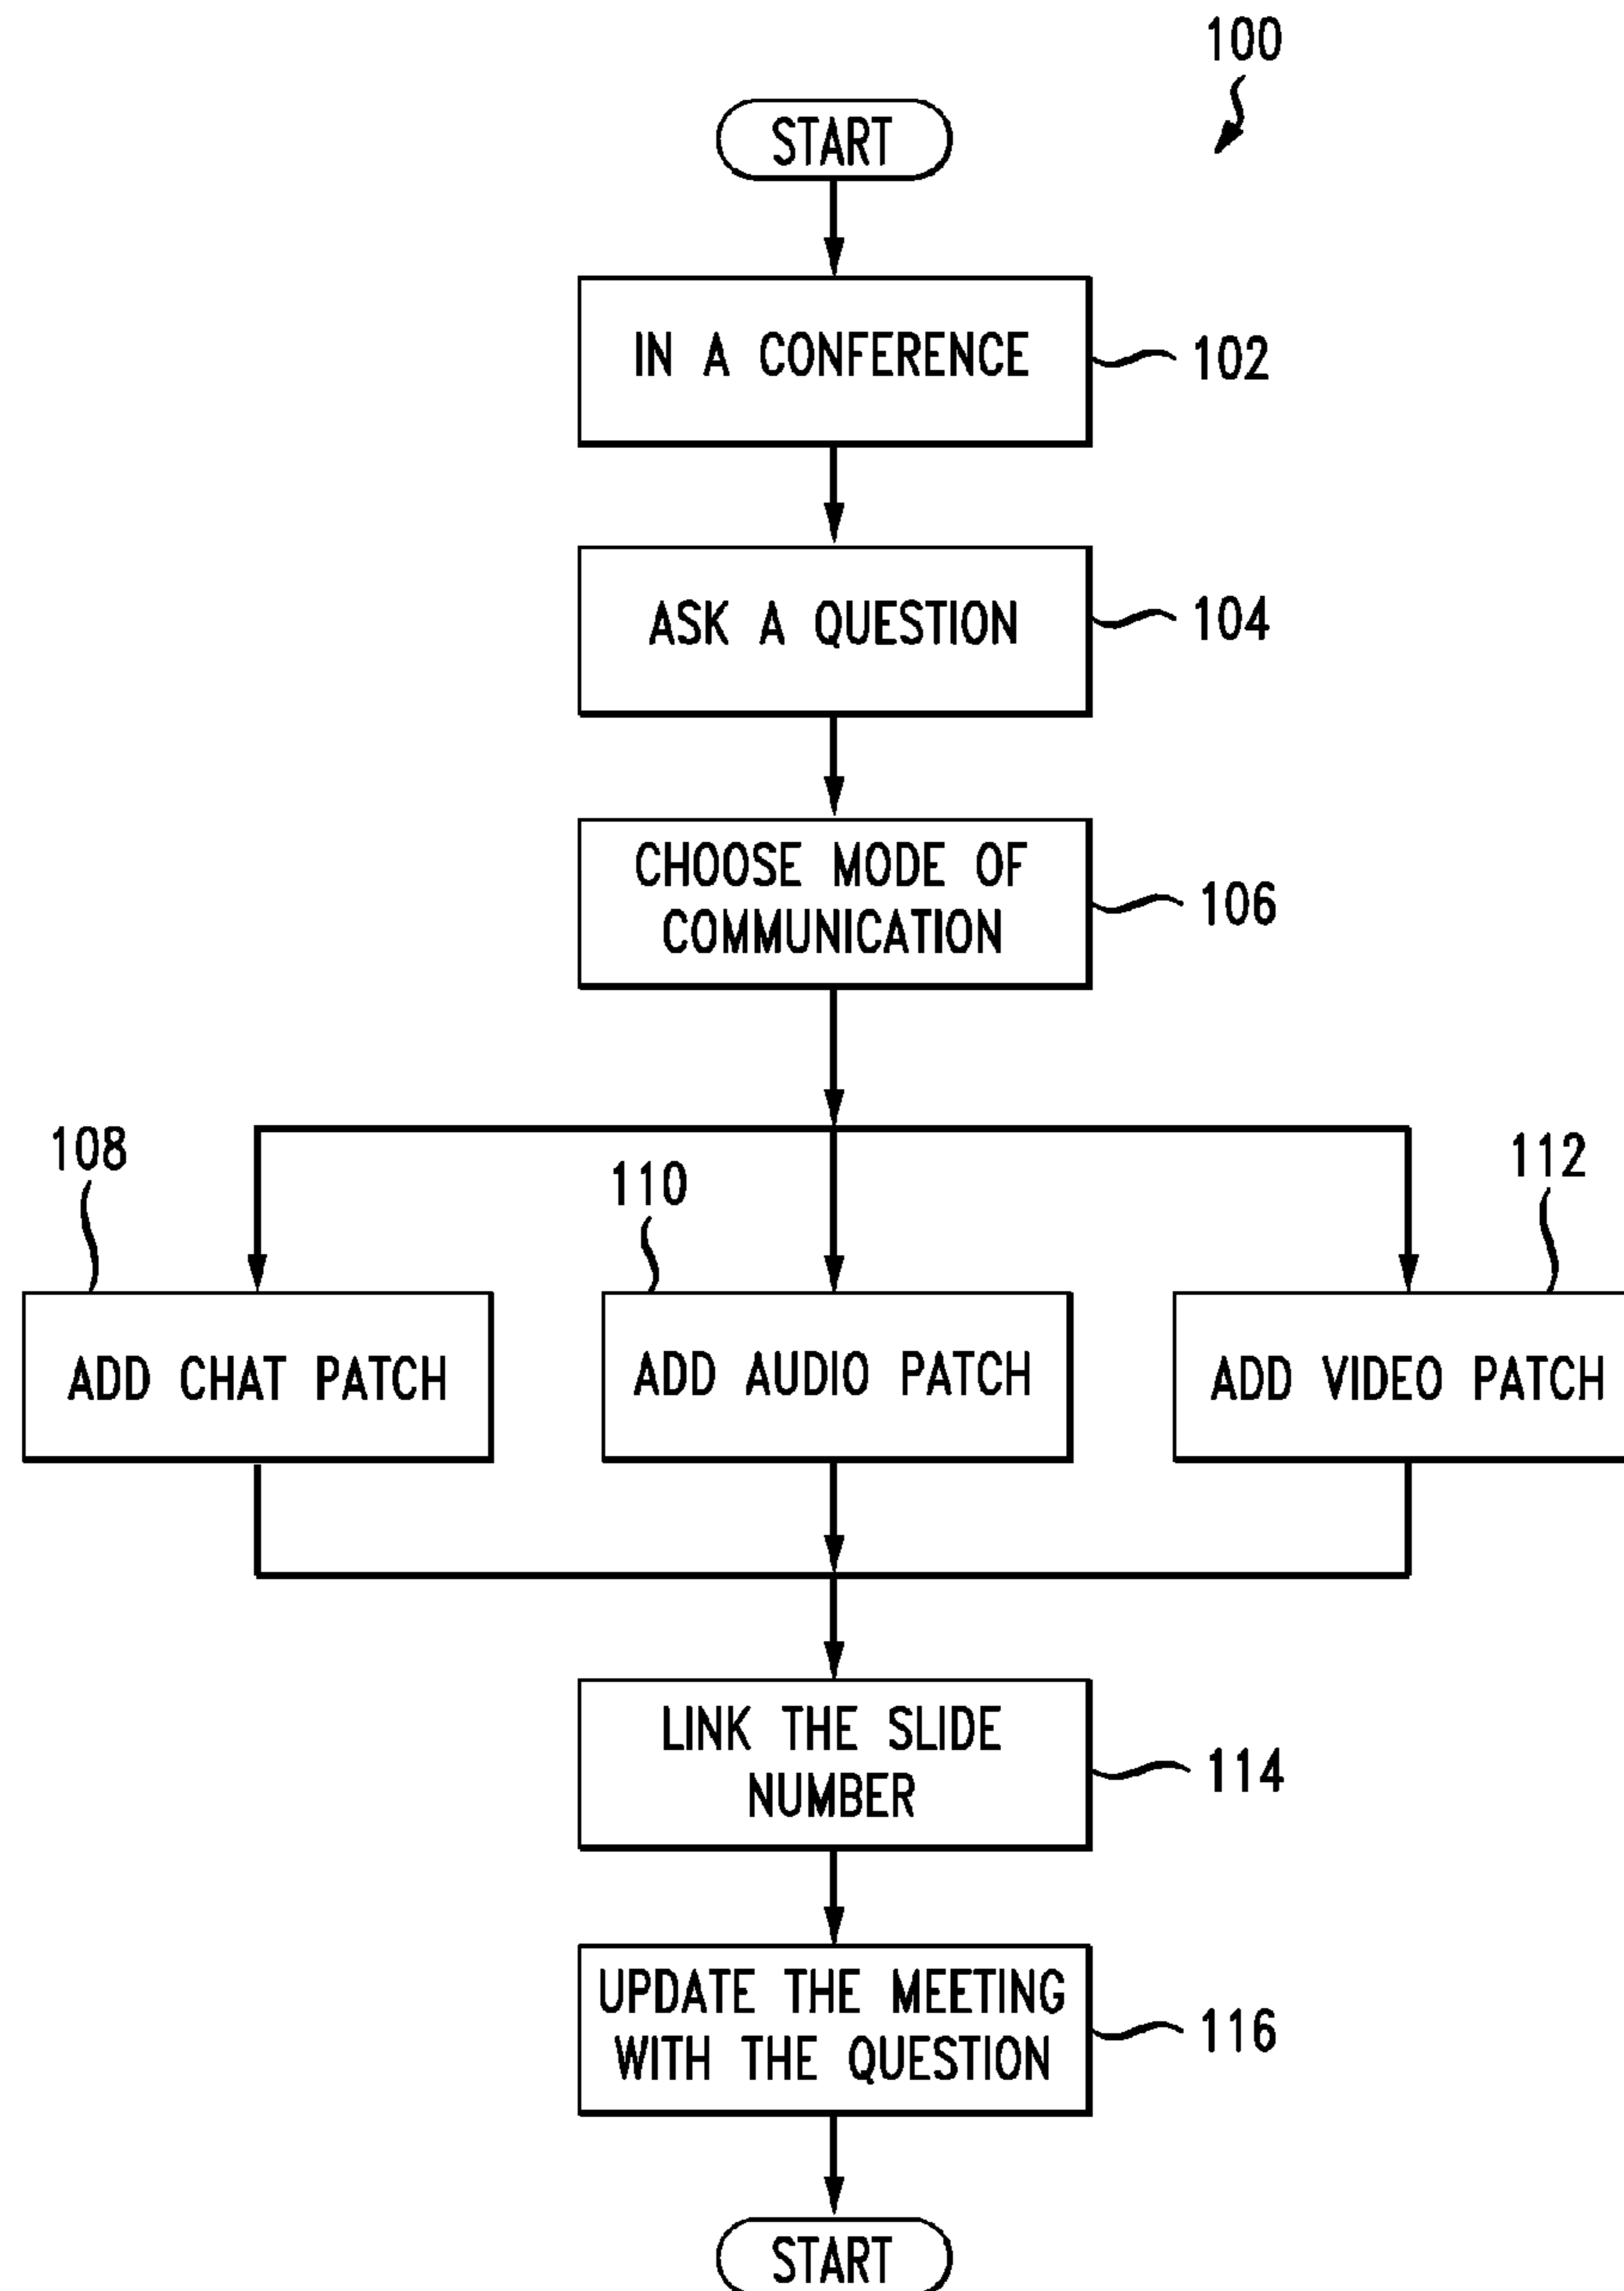 100
START
IN A CONFERENCE
102
ASK A QUESTION
104
CHOOSE MODE OF
COMMUNICATION
106
108
110
112
ADD CHAT PATCH
ADD AUDIO PATCH
ADD VIDEO PATCH
LINK THE SLIDE
NUMBER
114
UPDATE THE MEETING
WITH THE QUESTION
116
START